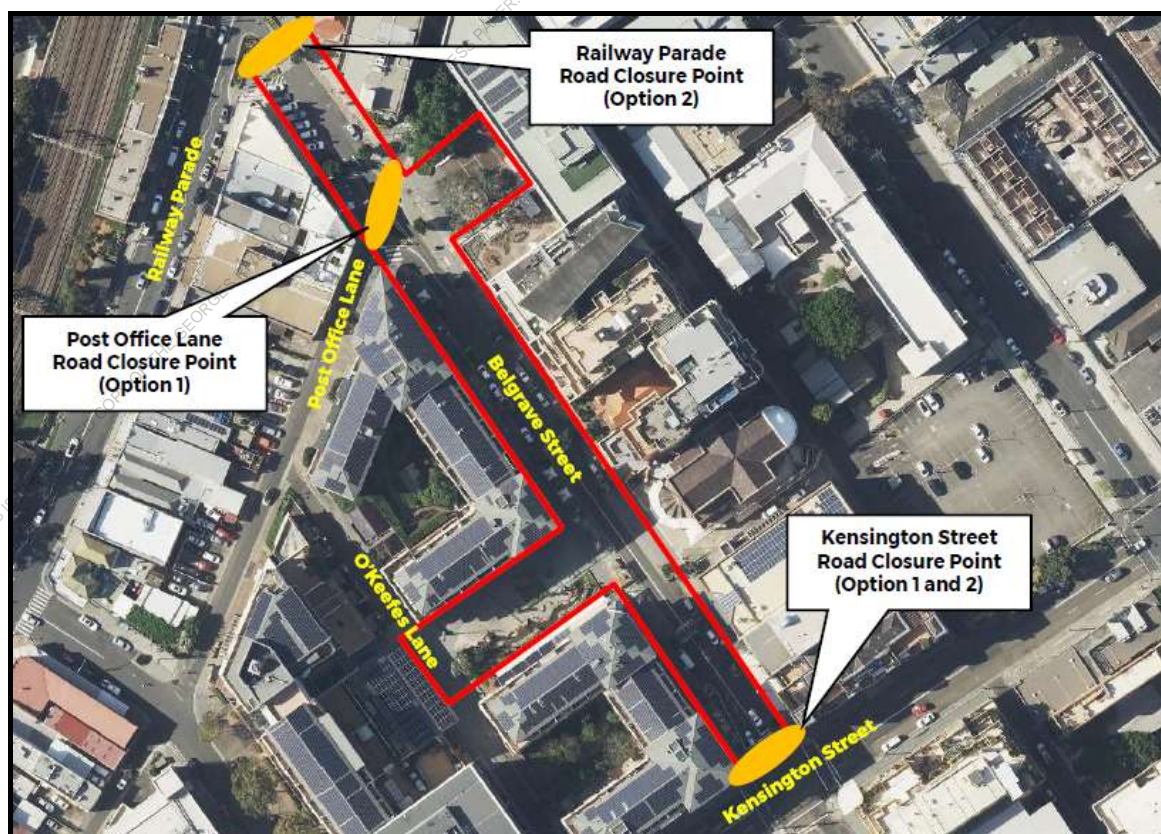 Railway Parade
Road Closure Point
(Option 2)
Railway Parade
Post Office Lane
Road Closure Point
(Option 1)
Post Office Lane
Belgrave Street
O'Keefes Lane
Kensington Street
Road Closure Point
(Option 1 and 2)
Kensington Street